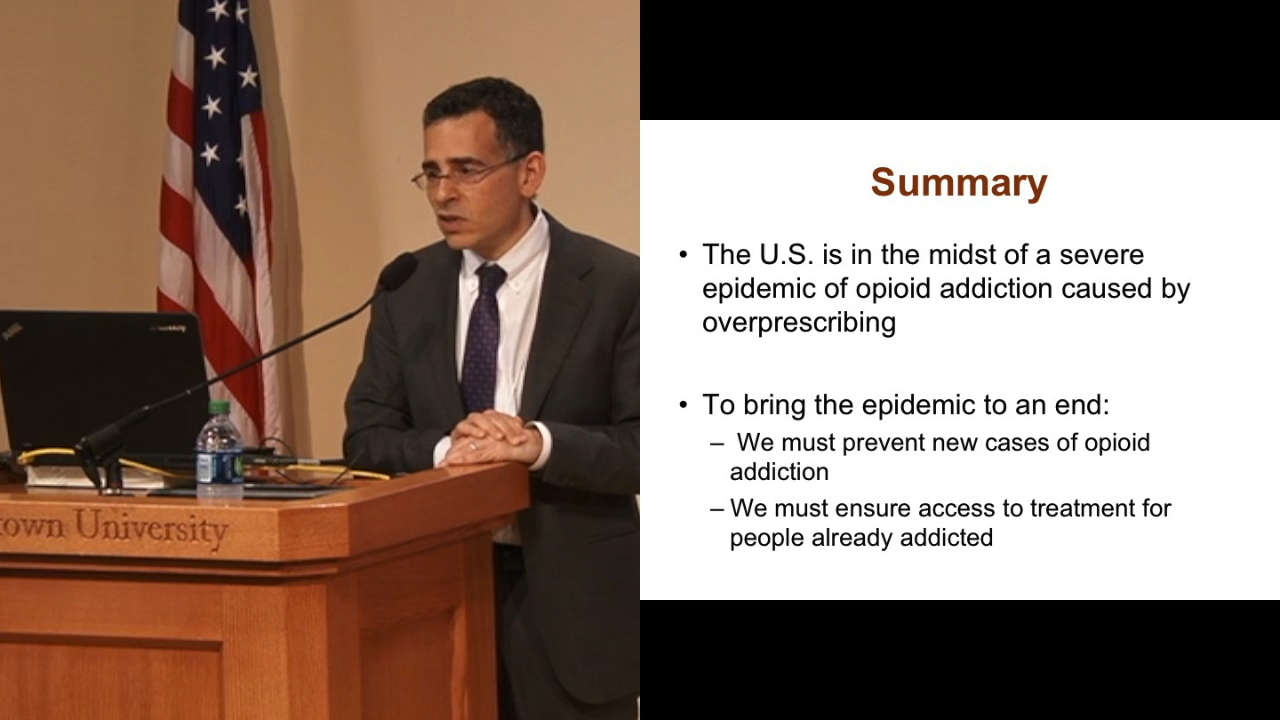 town University
Summary
• The U.S. is in the midst of a severe
epidemic of opioid addiction caused by
overprescribing
• To bring the epidemic to an end:
– We must prevent new cases of opioid
addiction
– We must ensure access to treatment for
people already addicted